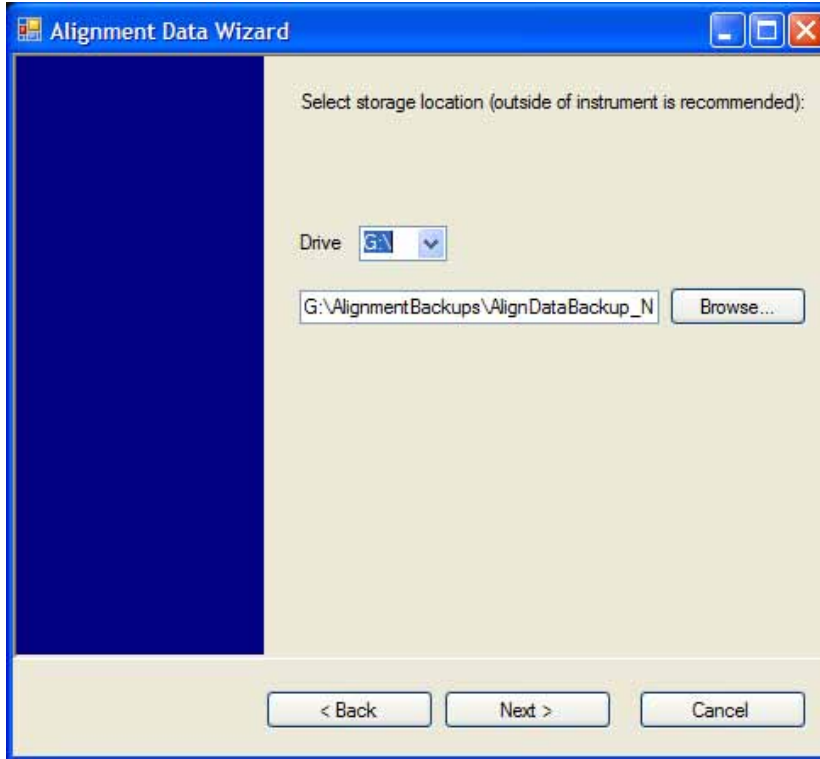 Alignment Data Wizard
Select storage location (outside of instrument is recommended):
Drive G:\
G:\AlignmentBackups\AlignDataBackup_N Browse...
< Back Next > Cancel